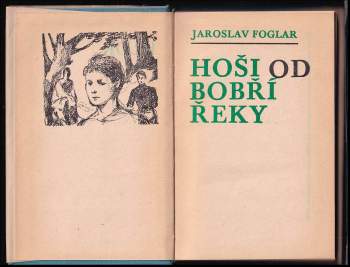 JAROSLAV FOGLAR
HOŠI OD
BOBŘÍ
ŘEKY